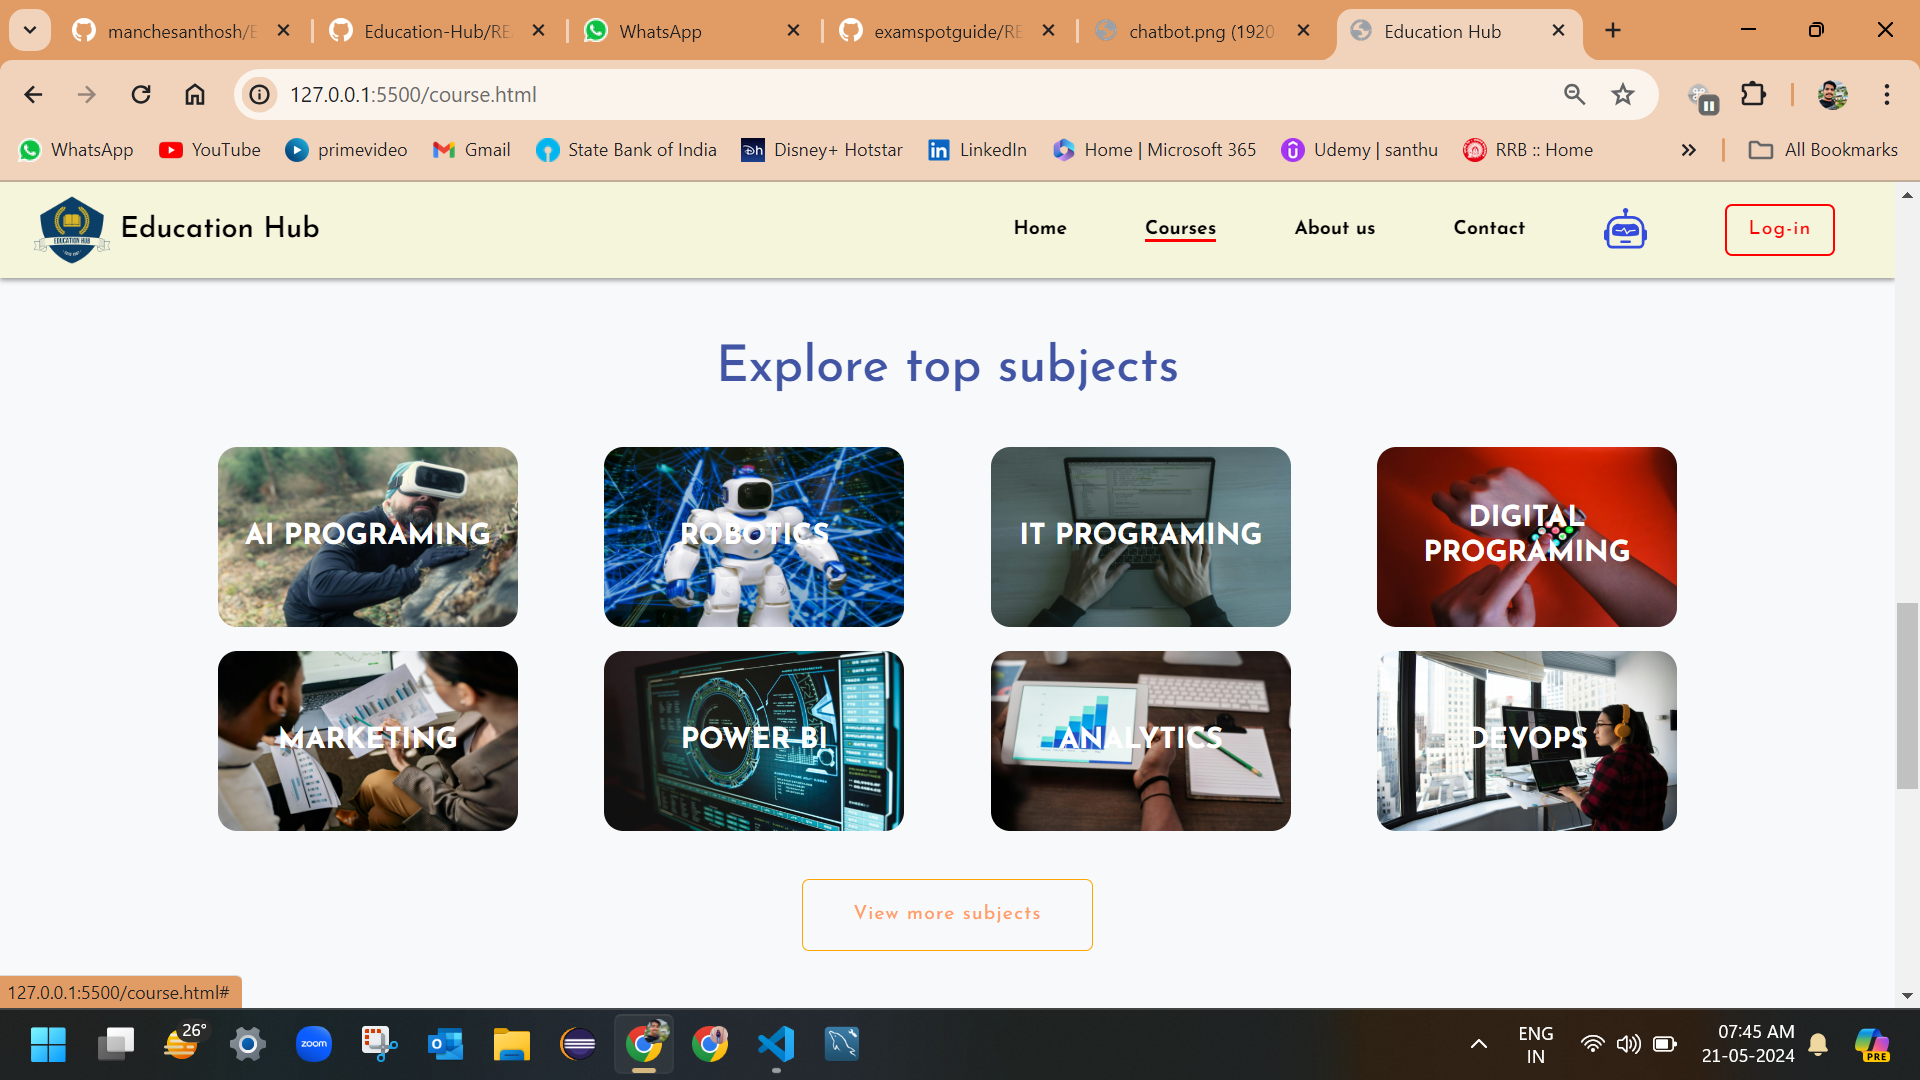 manchesanthosh/E
Education-Hub/RE
WhatsApp
examspotguide/RE
chatbot.png (1920
Education Hub
127.0.0.1:5500/course.html
WhatsApp
YouTube
primevideo
Gmail
State Bank of India
Disney+ Hotstar
LinkedIn
Home | Microsoft 365
Udemy | santhu
RRB :: Home
All Bookmarks
EDUCATION HUB
Education Hub
Home
Courses
About us
Contact
Log-in
Explore top subjects
AI PROGRAMING
ROBOTICS
IT PROGRAMING
DIGITAL
PROGRAMING
MARKETING
POWER BI
ANALYTICS
DEVOPS
View more subjects
127.0.0.1:5500/course.html#
26°
zoom
ENG
IN
07:45 AM
21-05-2024
PRE